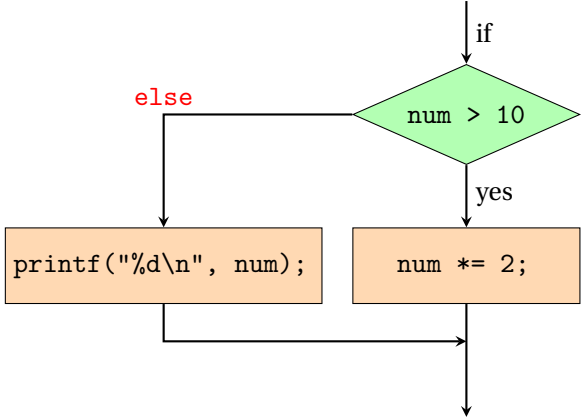 if
else
num > 10
yes
printf("%d\n", num);
num *= 2;